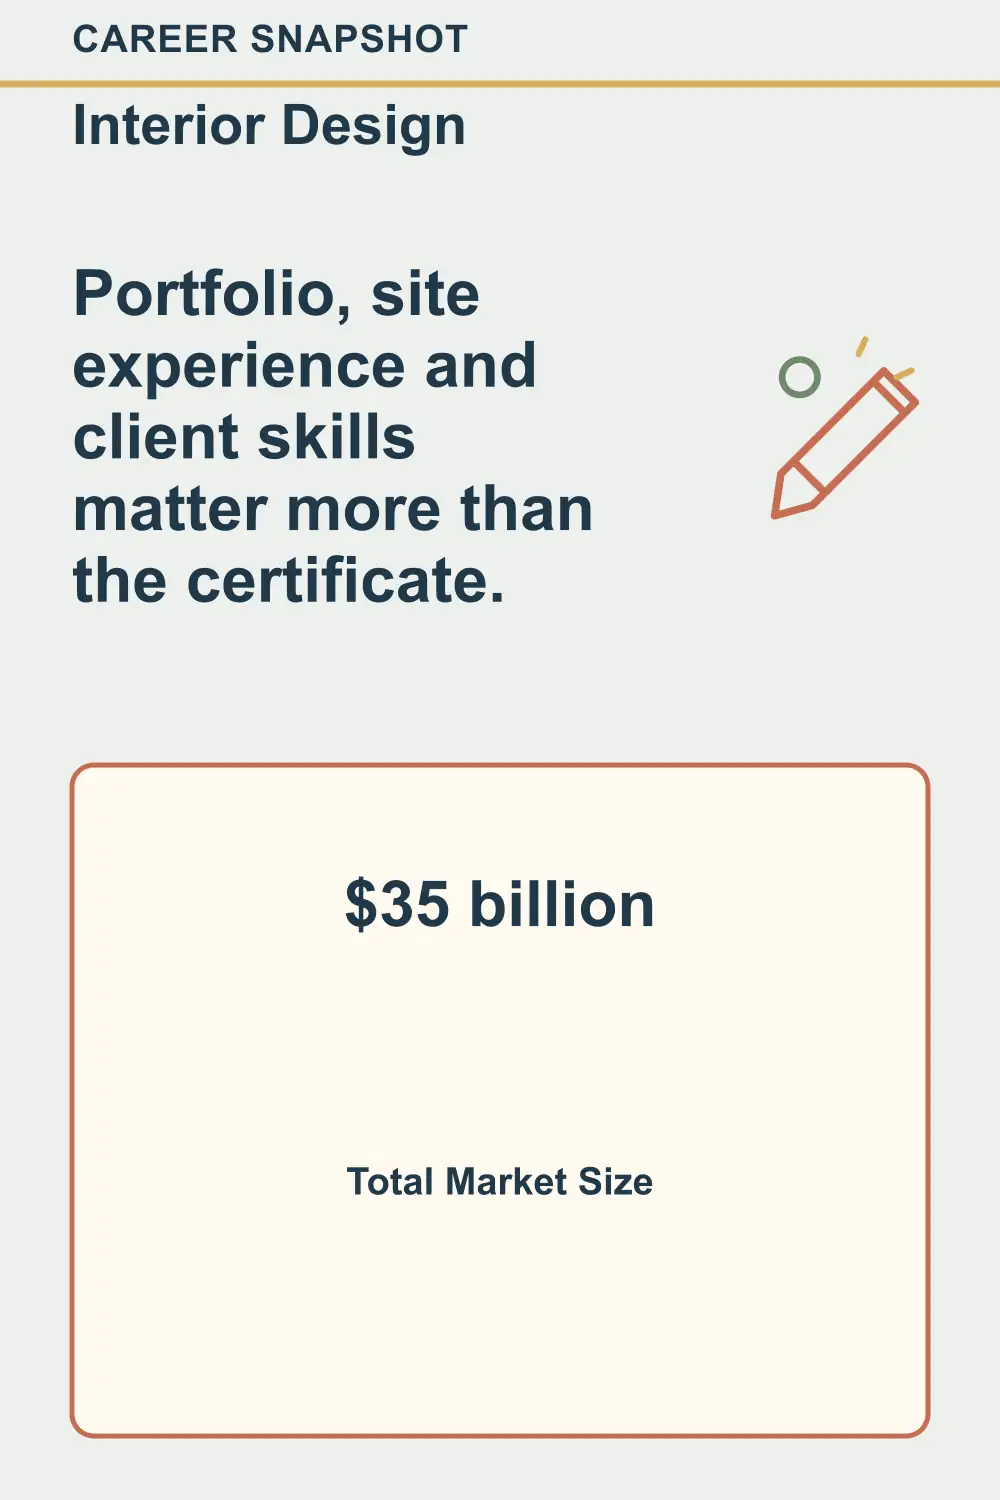 CAREER SNAPSHOT
Interior Design
Portfolio, site
experience and
client skills
matter more than
the certificate.
$35 billion
Total Market Size